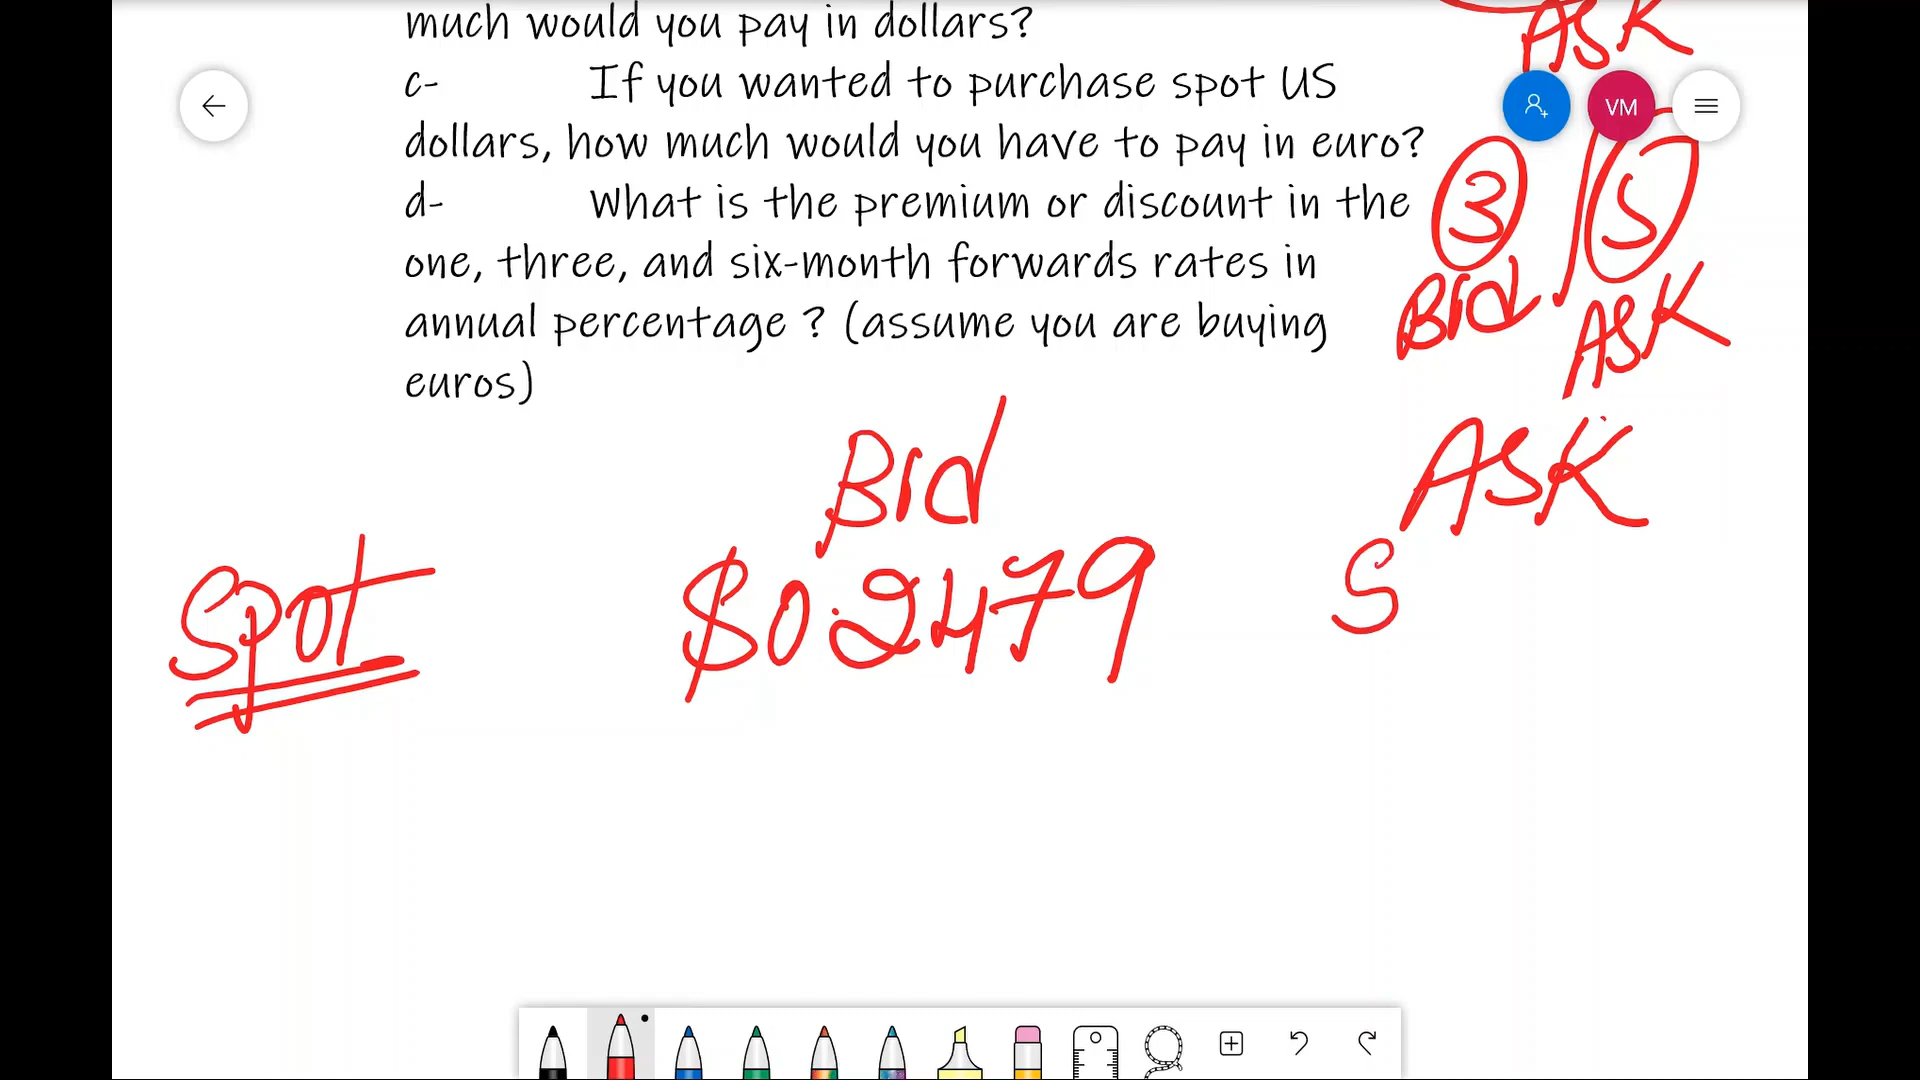 much would you pay in dollars?
ASK
VM
c- If you wanted to purchase spot US
dollars, how much would you have to pay in euro?
3 / 5
d- What is the premium or discount in the
one, three, and six-month forwards rates in
Bid ASK
annual percentage ? (assume you are buying
euros)
Bid ASK
Spot $0.2479 S